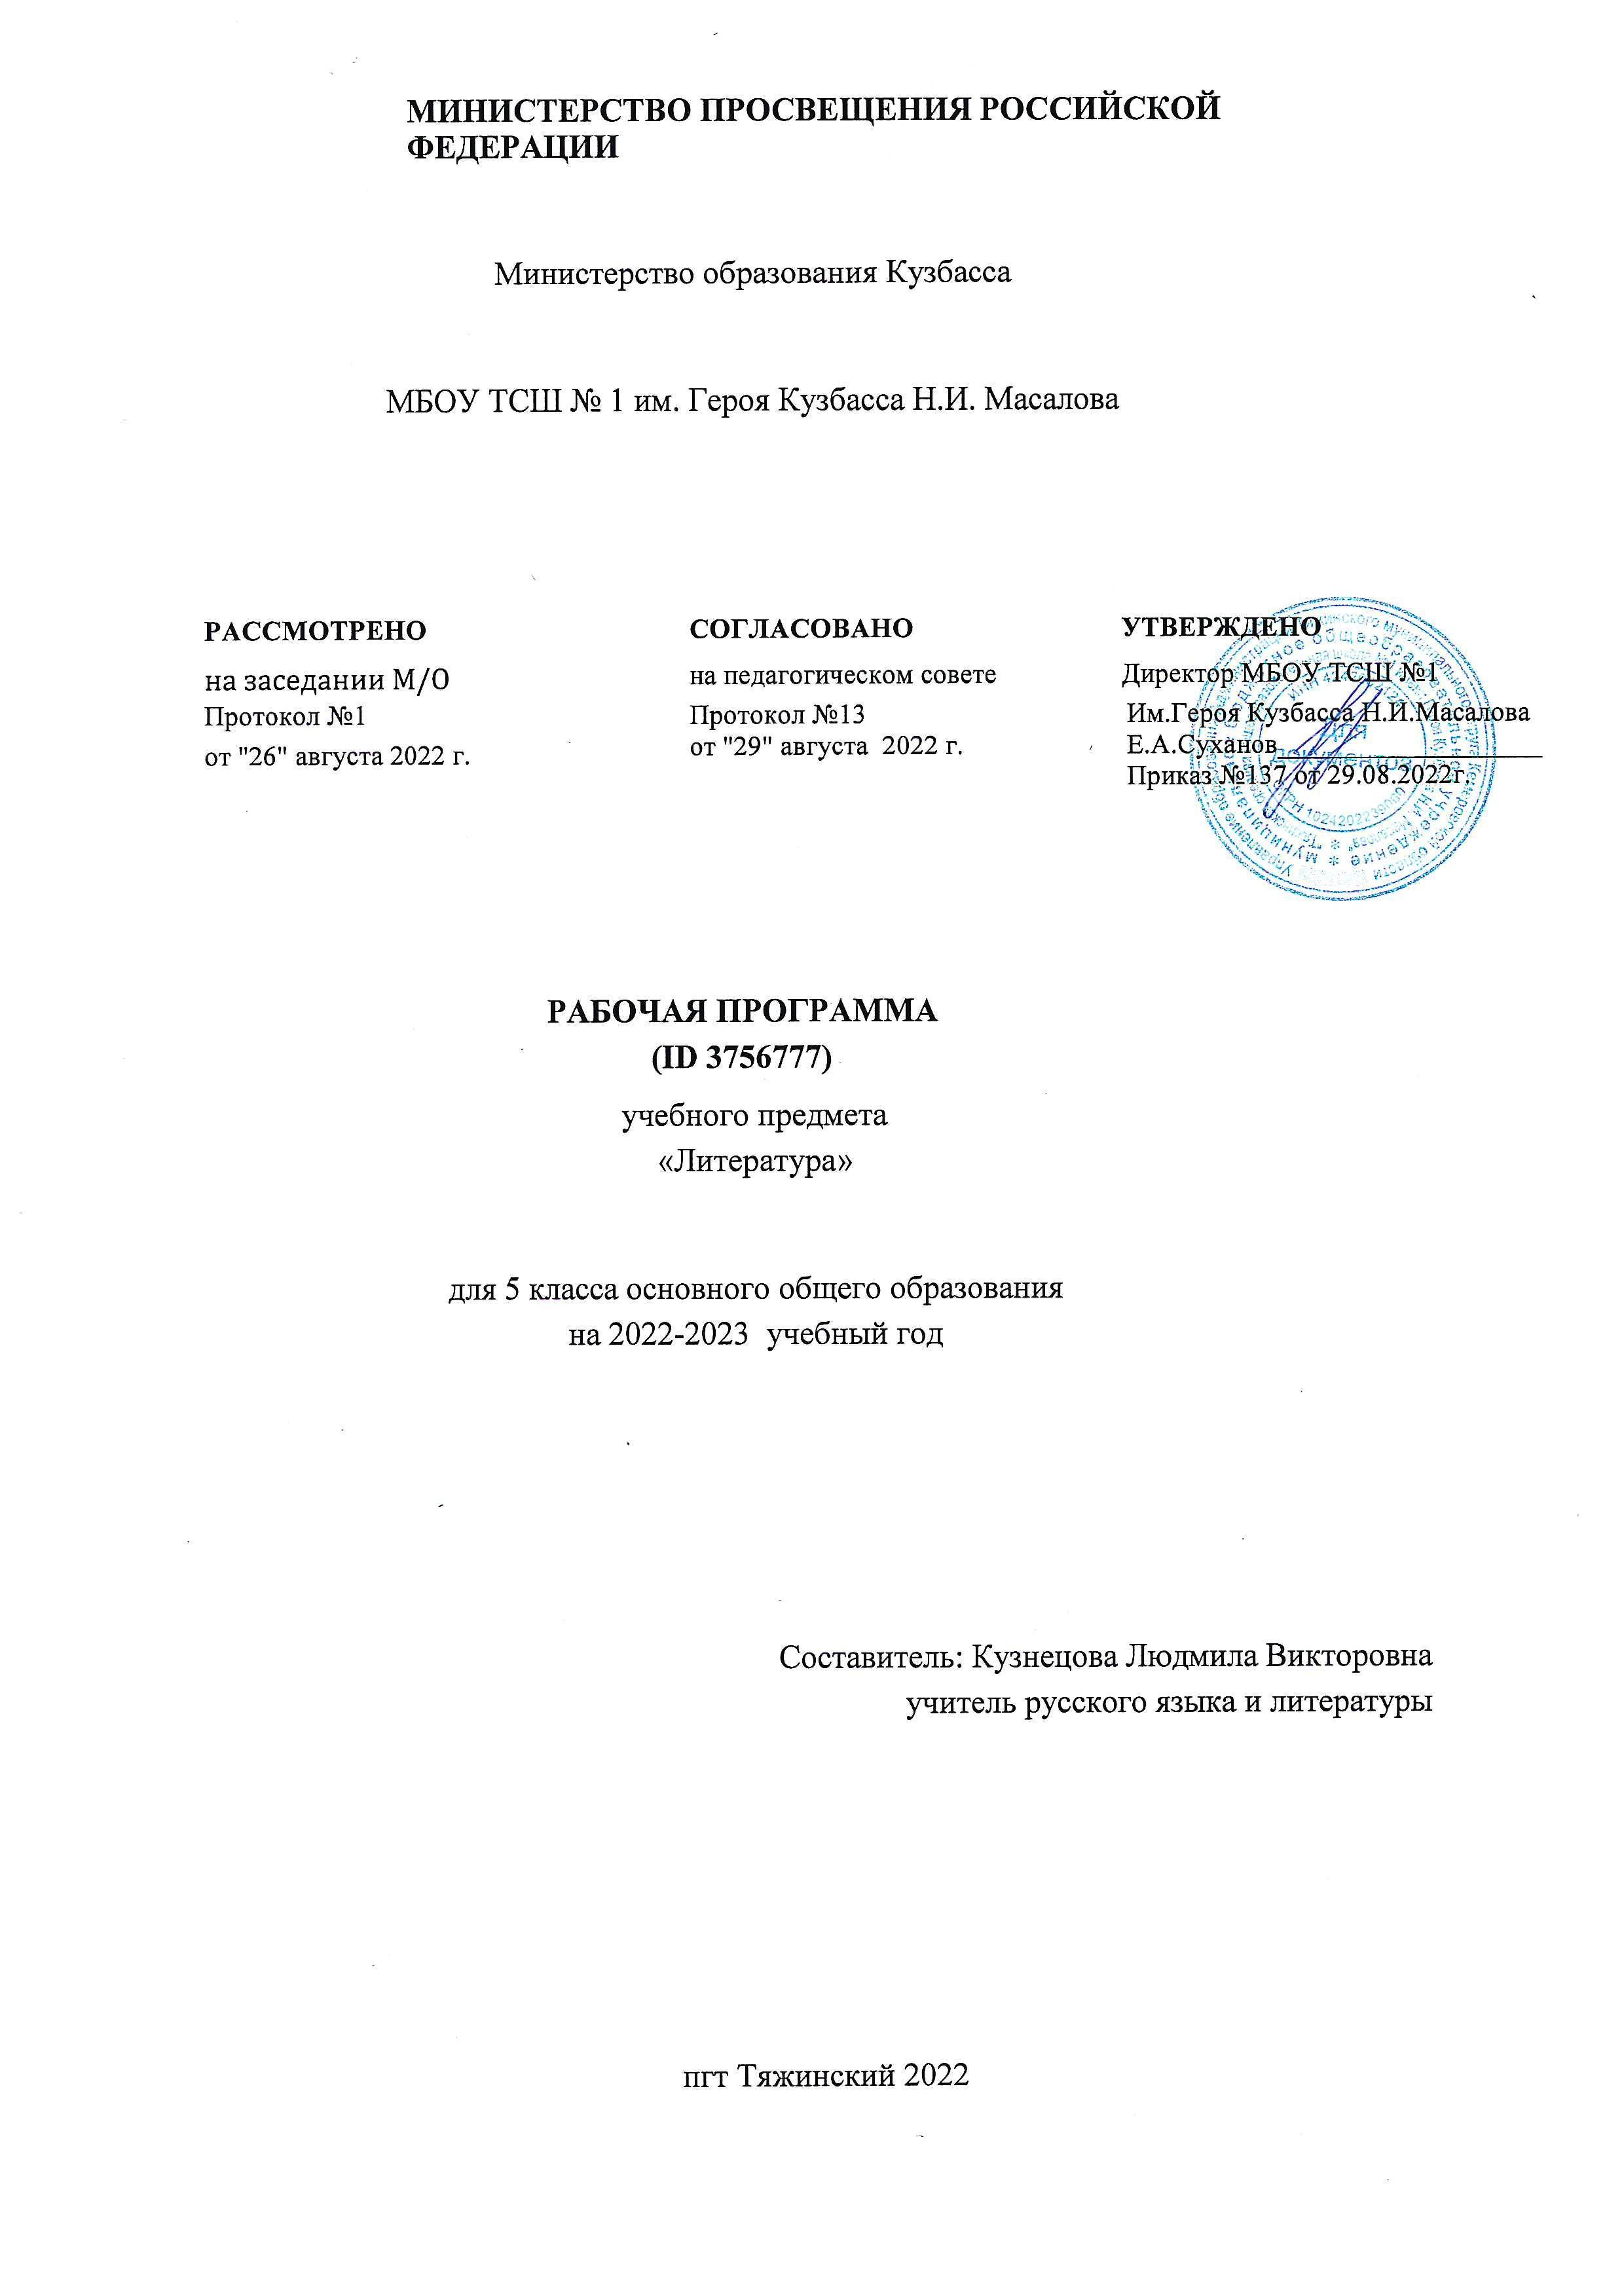 МИНИСТЕРСТВО ПРОСВЕЩЕНИЯ РОССИЙСКОЙ
ФЕДЕРАЦИИ
Министерство образования Кузбасса
МБОУ ТСШ № 1 им. Героя Кузбасса Н.И. Масалова
РАССМОТРЕНО
на заседании М/О
Протокол №1
от "26" августа 2022 г.
СОГЛАСОВАНО
на педагогическом совете
Протокол №13
от "29" августа 2022 г.
УТВЕРЖДЕНО
Директор МБОУ ТСШ №1
Им.Героя Кузбасса Н.И.Масалова
Е.А.Суханов
Приказ №137 от 29.08.2022г.
для
документов
РАБОЧАЯ ПРОГРАММА
(ID 3756777)
учебного предмета
«Литература»
для 5 класса основного общего образования
на 2022-2023 учебный год
Составитель: Кузнецова Людмила Викторовна
учитель русского языка и литературы
пгт Тяжинский 2022